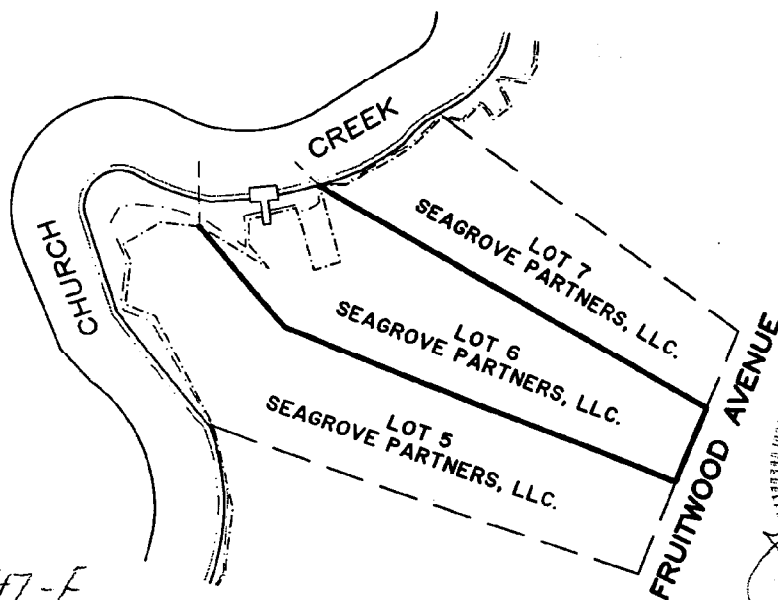 CREEK
CHURCH
LOT 7
SEAGROVE PARTNERS, LLC.
LOT 6
SEAGROVE PARTNERS, LLC.
LOT 5
SEAGROVE PARTNERS, LLC.
FRUITWOOD AVENUE